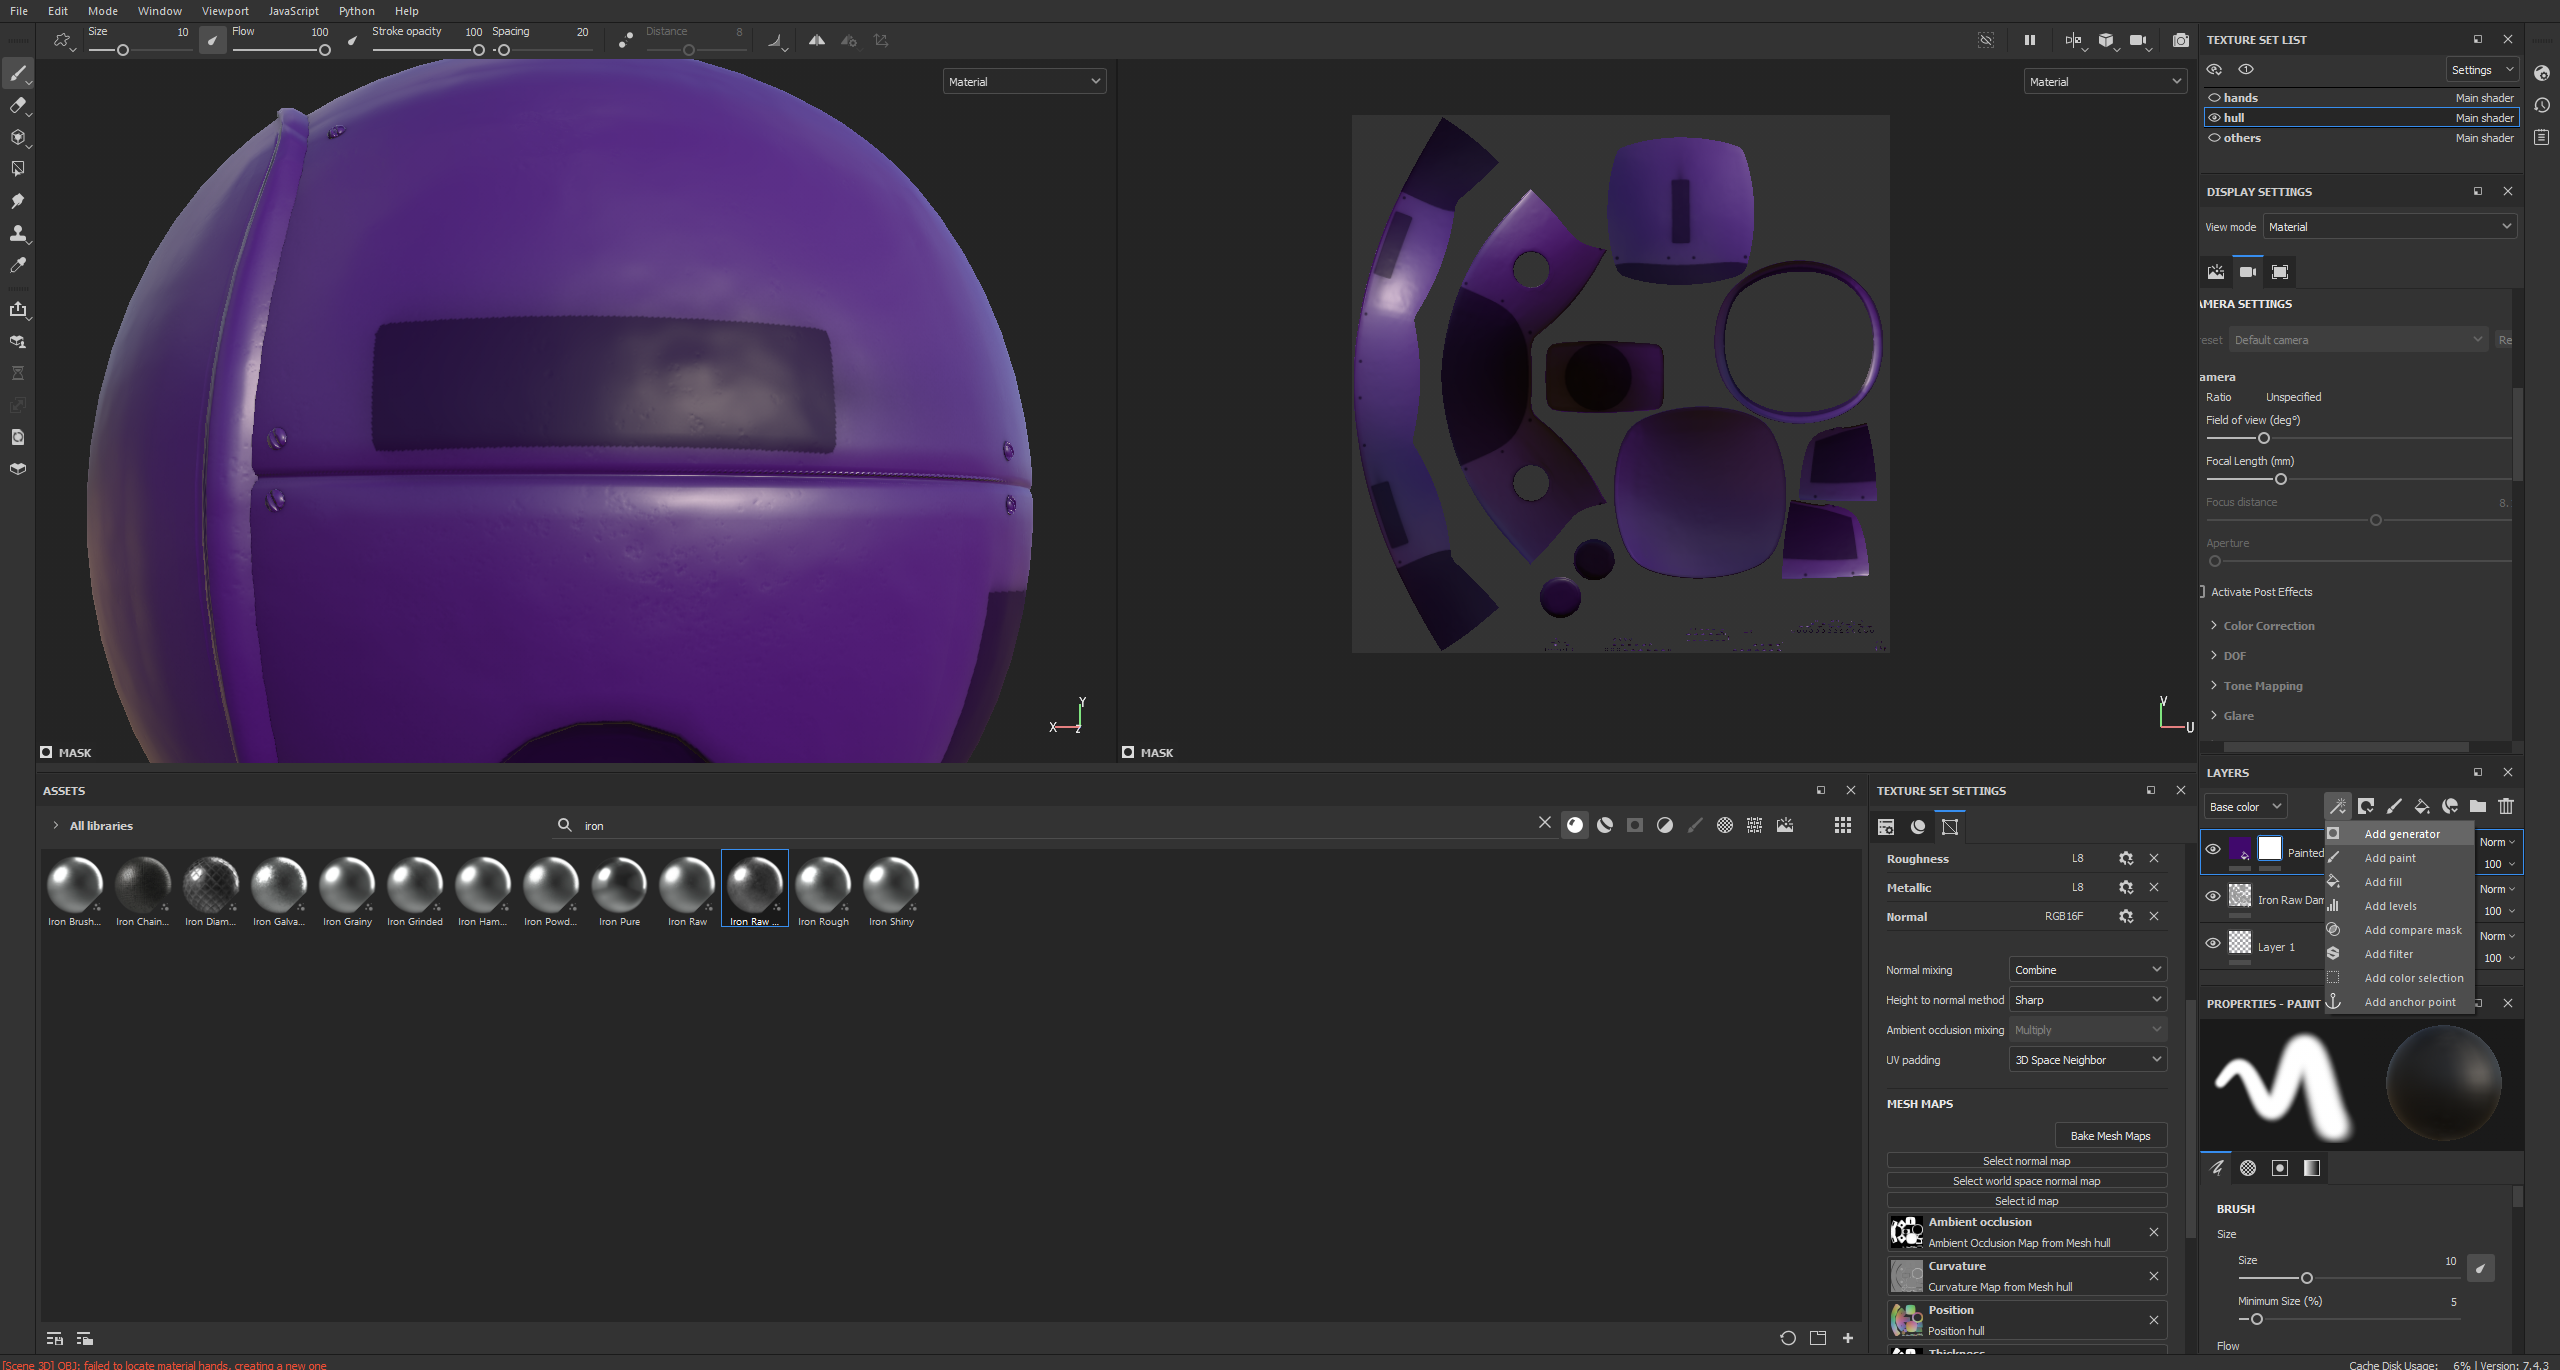 File Edit Mode Window Viewport JavaScript Python Help
Size 10 Flow 100 Stroke opacity 100 Spacing 20 Distance 8
Material
Material
MASK
MASK
X Y Z
V U
TEXTURE SET LIST
Settings
hands Main shader
hull Main shader
others Main shader
DISPLAY SETTINGS
View mode Material
AMERA SETTINGS
eset Default camera Re
amera
Ratio Unspecified
Field of view (deg°)
Focal Length (mm)
Focus distance 8.
Aperture
Activate Post Effects
Color Correction
DOF
Tone Mapping
Glare
ASSETS
All libraries
iron
Iron Brush... Iron Chain... Iron Diam... Iron Galva... Iron Grainy Iron Grinded Iron Ham... Iron Powd... Iron Pure Iron Raw Iron Raw ... Iron Rough Iron Shiny
TEXTURE SET SETTINGS
Roughness L8
Metallic L8
Normal RGB16F
Normal mixing Combine
Height to normal method Sharp
Ambient occlusion mixing Multiply
UV padding 3D Space Neighbor
MESH MAPS
Bake Mesh Maps
Select normal map
Select world space normal map
Select id map
Ambient occlusion
Ambient Occlusion Map from Mesh hull
Curvature
Curvature Map from Mesh hull
Position
Position hull
Thickness
LAYERS
Base color
Painted Norm
100
Iron Raw Dam Norm
100
Layer 1 Norm
100
Add generator
Add paint
Add fill
Add levels
Add compare mask
Add filter
Add color selection
Add anchor point
PROPERTIES - PAINT
BRUSH
Size
Size 10
Minimum Size (%) 5
Flow
[Scene 3D] OBJ: failed to locate material hands, creating a new one
Cache Disk Usage: 6% | Version: 7.4.3